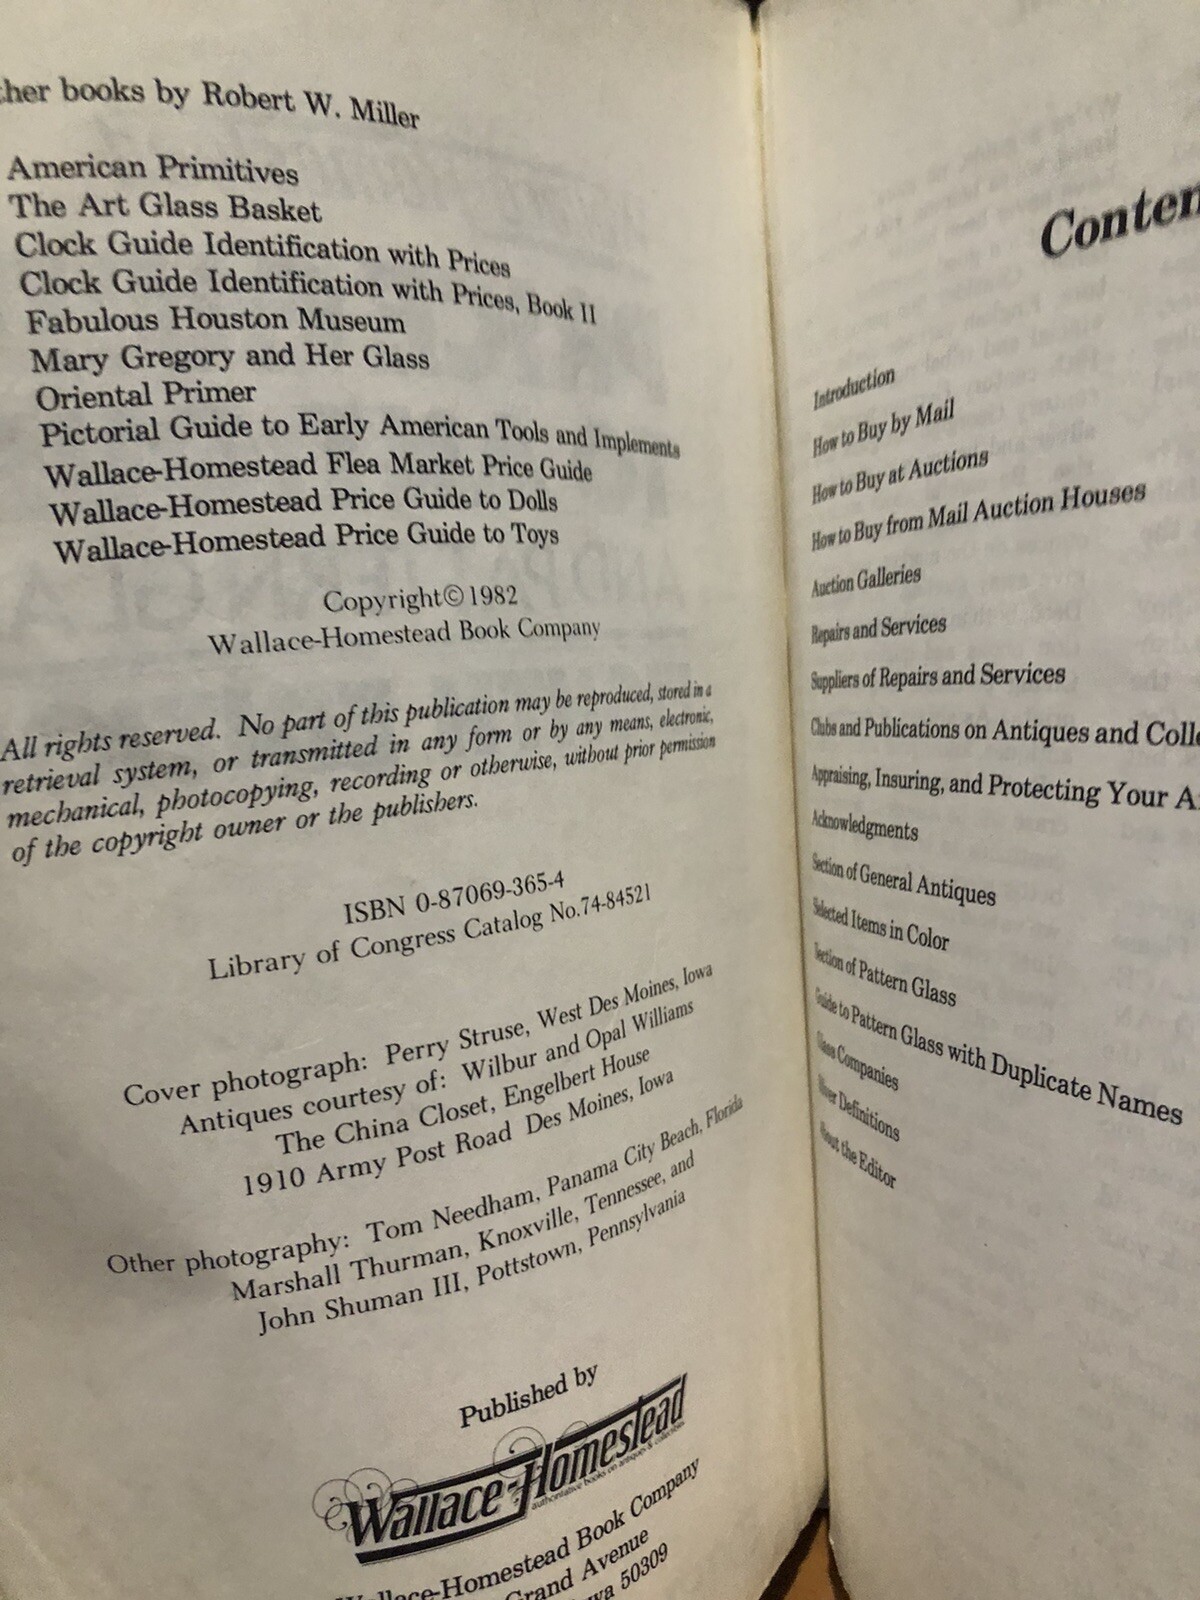 ther books by Robert W. Miller
American Primitives
The Art Glass Basket
Clock Guide Identification with Prices
Clock Guide Identification with Prices, Book II
Fabulous Houston Museum
Mary Gregory and Her Glass
Oriental Primer
Pictorial Guide to Early American Tools and Implements
Wallace-Homestead Flea Market Price Guide
Wallace-Homestead Price Guide to Dolls
Wallace-Homestead Price Guide to Toys
Copyright© 1982
Wallace-Homestead Book Company
All rights reserved. No part of this publication may be reproduced, stored in a
retrieval system, or transmitted in any form or by any means, electronic,
mechanical, photocopying, recording or otherwise, without prior permission
of the copyright owner or the publishers.
ISBN 0-87069-365-4
Library of Congress Catalog No.74-84521
Cover photograph: Perry Struse, West Des Moines, Iowa
Antiques courtesy of: Wilbur and Opal Williams
The China Closet, Engelbert House
1910 Army Post Road Des Moines, Iowa
Other photography: Tom Needham, Panama City Beach, Florida
Marshall Thurman, Knoxville, Tennessee, and
John Shuman III, Pottstown, Pennsylvania
Published by
Wallace-Homestead
authoritative books on antiques & collectibles
Wallace-Homestead Book Company
Grand Avenue
wa 50309
Conten
Introduction
How to Buy by Mail
How to Buy at Auctions
How to Buy from Mail Auction Houses
Auction Galleries
Repairs and Services
Suppliers of Repairs and Services
Clubs and Publications on Antiques and Colle
Appraising, Insuring, and Protecting Your A
Acknowledgments
Section of General Antiques
Selected Items in Color
Section of Pattern Glass
Guide to Pattern Glass with Duplicate Names
Glass Companies
Definitions
About the Editor